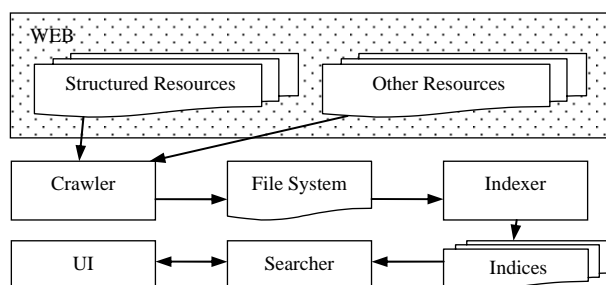 WEB
Structured Resources
Other Resources
Crawler
File System
Indexer
UI
Searcher
Indices